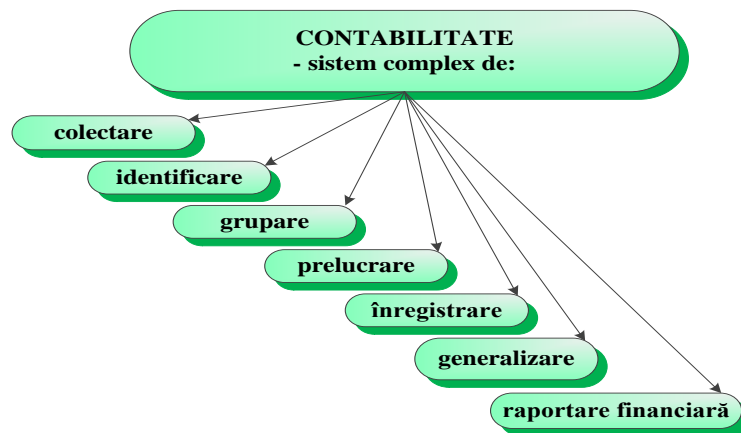 CONTABILITATE
- sistem complex de:
colectare
identificare
grupare
prelucrare
înregistrare
generalizare
raportare financiară